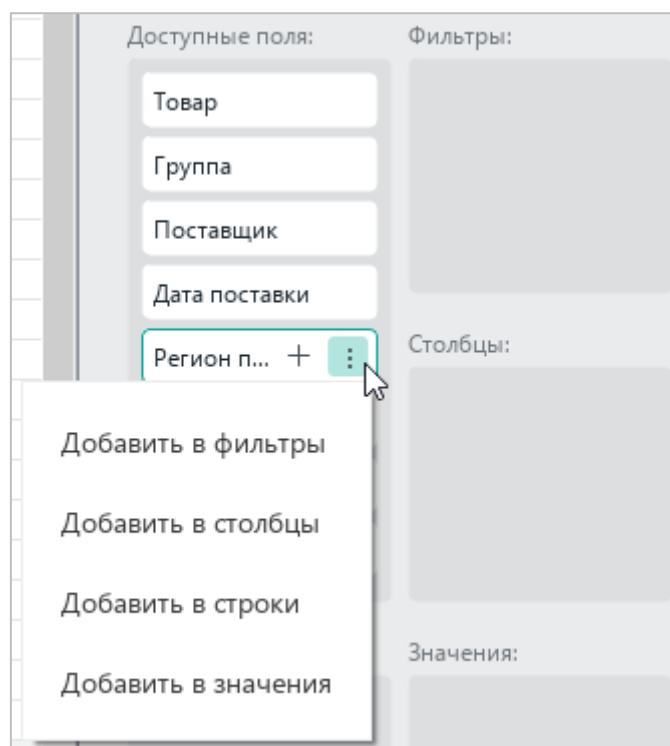 Доступные поля:
Фильтры:
Товар
Группа
Поставщик
Дата поставки
Регион п...
Столбцы:
Добавить в фильтры
Добавить в столбцы
Добавить в строки
Добавить в значения
Значения: